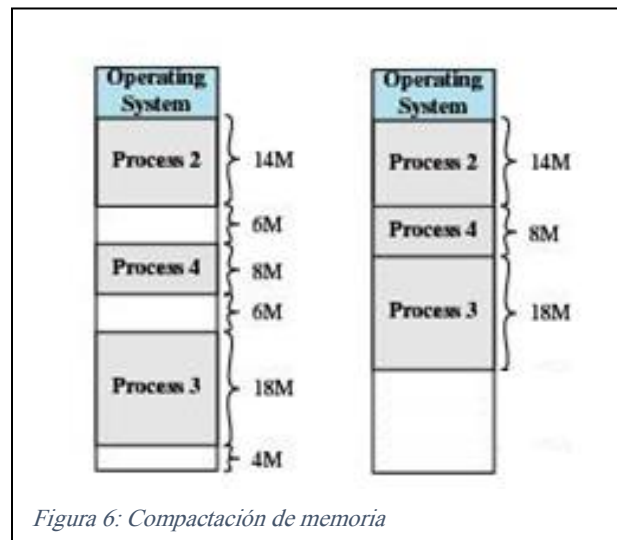 Operating
System
Process 2
14M
6M
Process 4
8M
6M
Process 3
18M
4M
Operating
System
Process 2
14M
Process 4
8M
Process 3
18M
Figura 6: Compactación de memoria